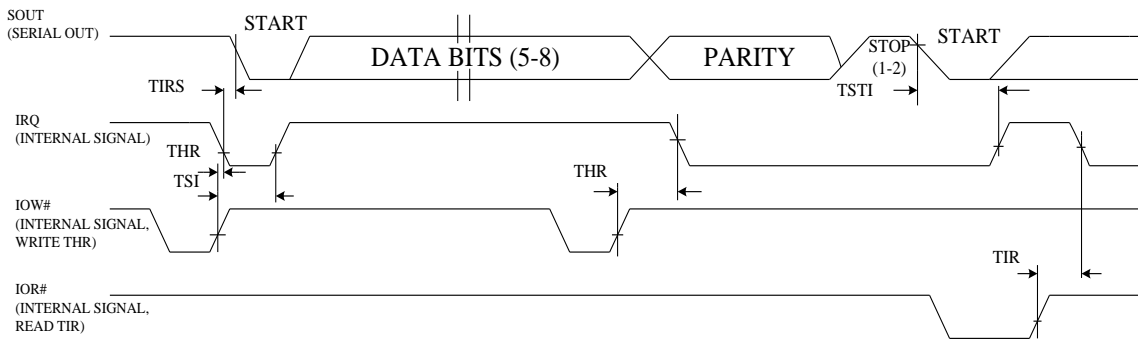 SOUT
(SERIAL OUT)
START
DATA BITS (5-8)
PARITY
STOP
(1-2)
START
TIRS
TSTI
IRQ
(INTERNAL SIGNAL)
THR
TSI
THR
IOW#
(INTERNAL SIGNAL,
WRITE THR)
TIR
IOR#
(INTERNAL SIGNAL,
READ TIR)